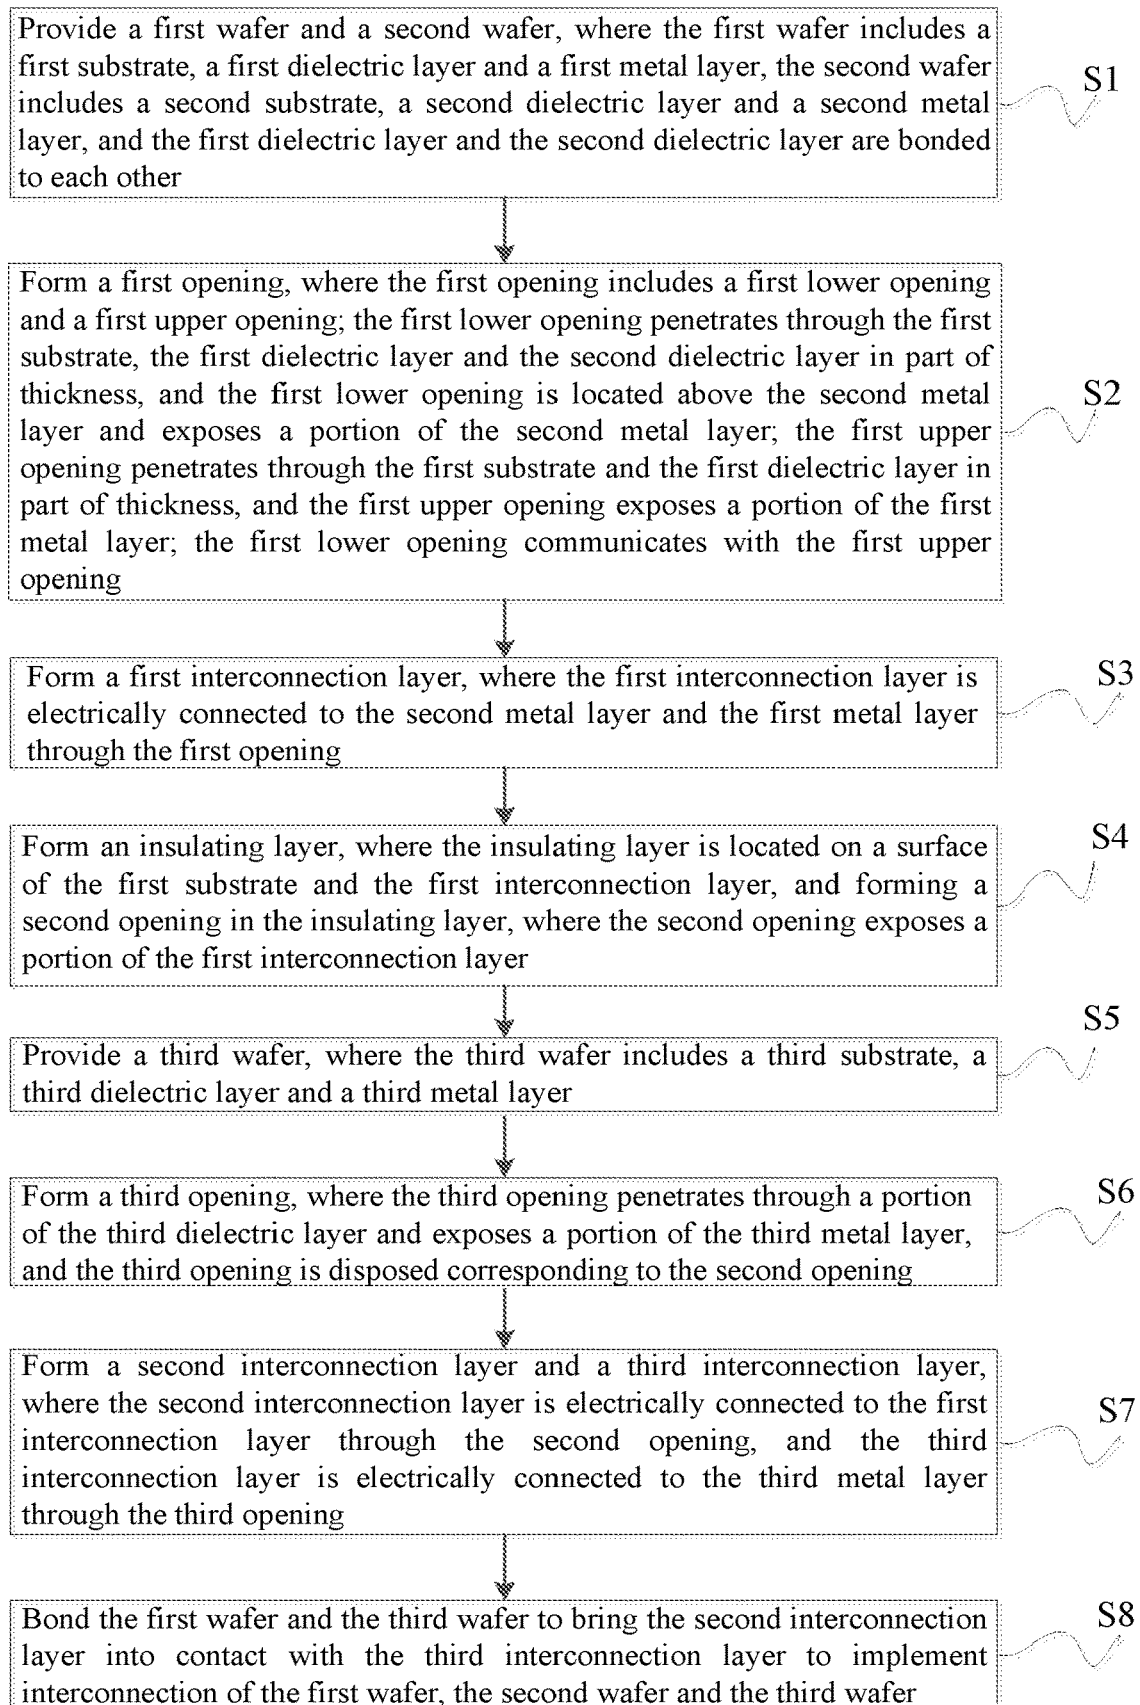 Provide a first wafer and a second wafer, where the first wafer includes a
first substrate, a first dielectric layer and a first metal layer, the second wafer
includes a second substrate, a second dielectric layer and a second metal
layer, and the first dielectric layer and the second dielectric layer are bonded
to each other
S1
Form a first opening, where the first opening includes a first lower opening
and a first upper opening; the first lower opening penetrates through the first
substrate, the first dielectric layer and the second dielectric layer in part of
thickness, and the first lower opening is located above the second metal
layer and exposes a portion of the second metal layer; the first upper
opening penetrates through the first substrate and the first dielectric layer in
part of thickness, and the first upper opening exposes a portion of the first
metal layer; the first lower opening communicates with the first upper
opening
S2
Form a first interconnection layer, where the first interconnection layer is
electrically connected to the second metal layer and the first metal layer
through the first opening
S3
Form an insulating layer, where the insulating layer is located on a surface
of the first substrate and the first interconnection layer, and forming a
second opening in the insulating layer, where the second opening exposes a
portion of the first interconnection layer
S4
Provide a third wafer, where the third wafer includes a third substrate, a
third dielectric layer and a third metal layer
S5
Form a third opening, where the third opening penetrates through a portion
of the third dielectric layer and exposes a portion of the third metal layer,
and the third opening is disposed corresponding to the second opening
S6
Form a second interconnection layer and a third interconnection layer,
where the second interconnection layer is electrically connected to the first
interconnection layer through the second opening, and the third
interconnection layer is electrically connected to the third metal layer
through the third opening
S7
Bond the first wafer and the third wafer to bring the second interconnection
layer into contact with the third interconnection layer to implement
interconnection of the first wafer, the second wafer and the third wafer
S8